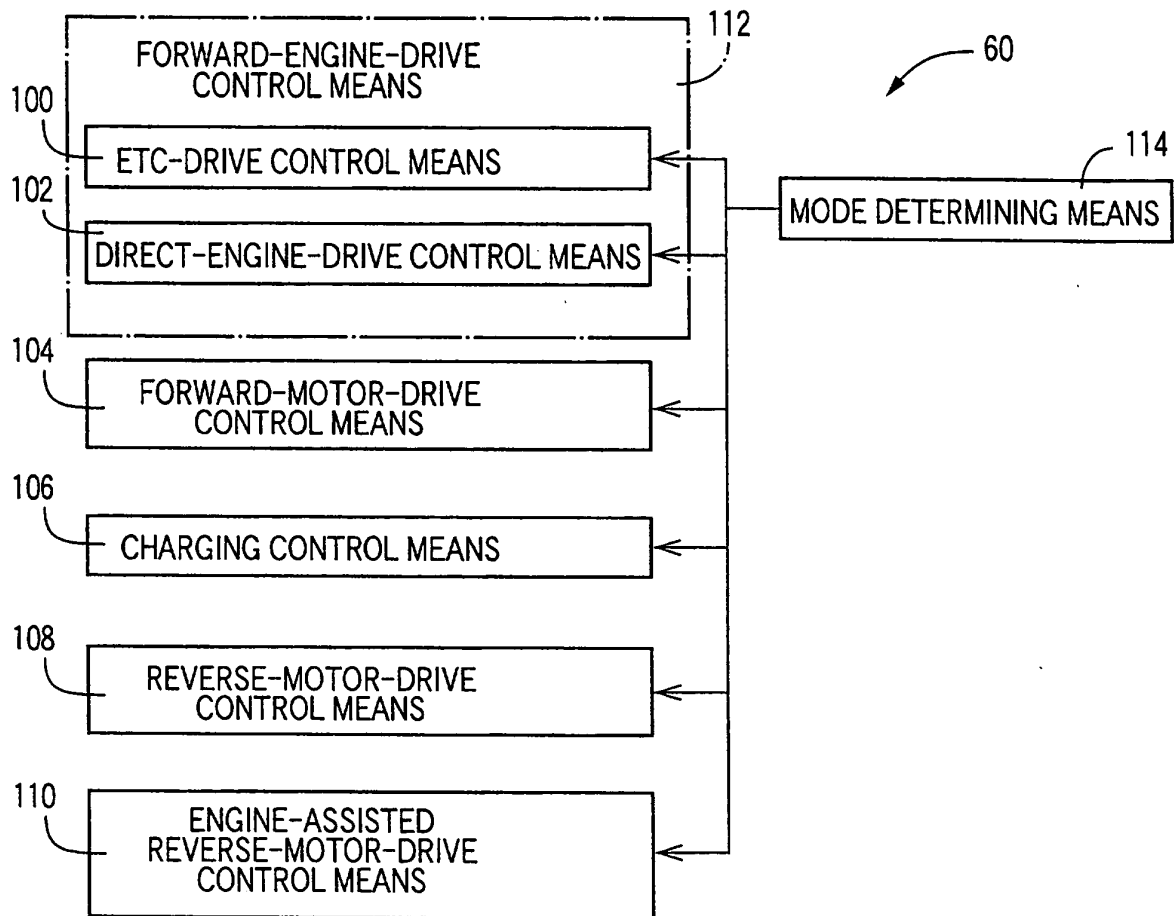 FORWARD-ENGINE-DRIVE
CONTROL MEANS
112
60
100
ETC-DRIVE CONTROL MEANS
114
MODE DETERMINING MEANS
102
DIRECT-ENGINE-DRIVE CONTROL MEANS
104
FORWARD-MOTOR-DRIVE
CONTROL MEANS
106
CHARGING CONTROL MEANS
108
REVERSE-MOTOR-DRIVE
CONTROL MEANS
110
ENGINE-ASSISTED
REVERSE-MOTOR-DRIVE
CONTROL MEANS